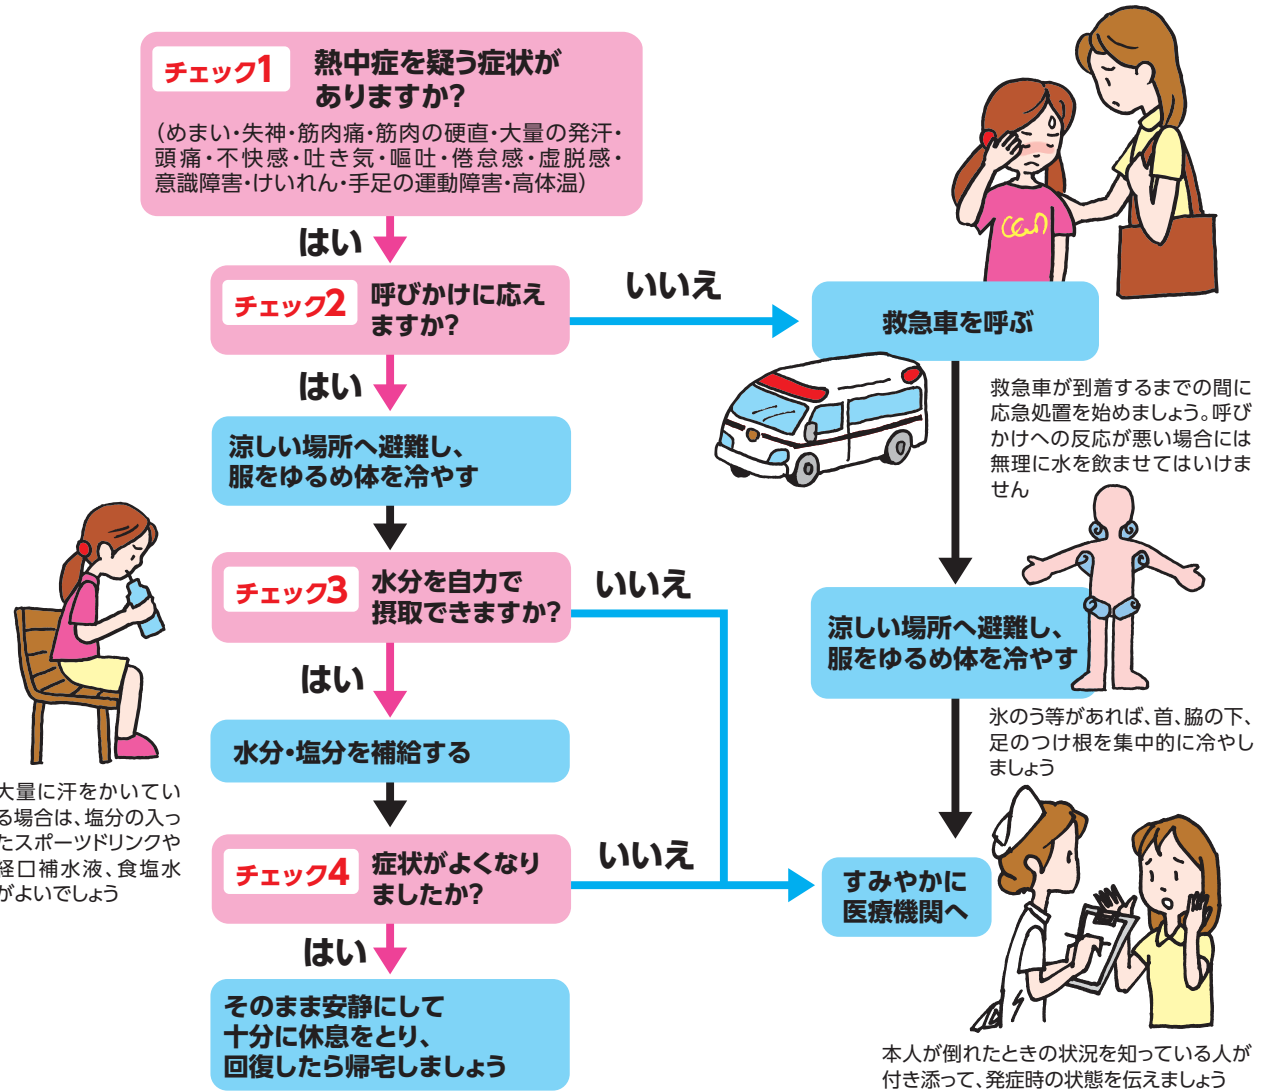 チェック1
熱中症を疑う症状が
ありますか?
(めまい・失神・筋肉痛・筋肉の硬直・大量の発汗・
頭痛・不快感・吐き気・嘔吐・倦怠感・虚脱感・
意識障害・けいれん・手足の運動障害・高体温)
はい
チェック2
呼びかけに応え
ますか?
いいえ
救急車を呼ぶ
救急車が到着するまでの間に
応急処置を始めましょう。呼び
かけへの反応が悪い場合には
無理に水を飲ませてはいけま
せん
はい
涼しい場所へ避難し、
服をゆるめ体を冷やす
チェック3
水分を自力で
摂取できますか?
いいえ
涼しい場所へ避難し、
服をゆるめ体を冷やす
氷のう等があれば、首、脇の下、
足のつけ根を集中的に冷やし
ましょう
はい
水分・塩分を補給する
大量に汗をかいてい
る場合は、塩分の入っ
たスポーツドリンクや
経口補水液、食塩水
がよいでしょう
チェック4
症状がよくなり
ましたか?
いいえ
すみやかに
医療機関へ
はい
そのまま安静にして
十分に休息をとり、
回復したら帰宅しましょう
本人が倒れたときの状況を知っている人が
付き添って、発症時の状態を伝えましょう